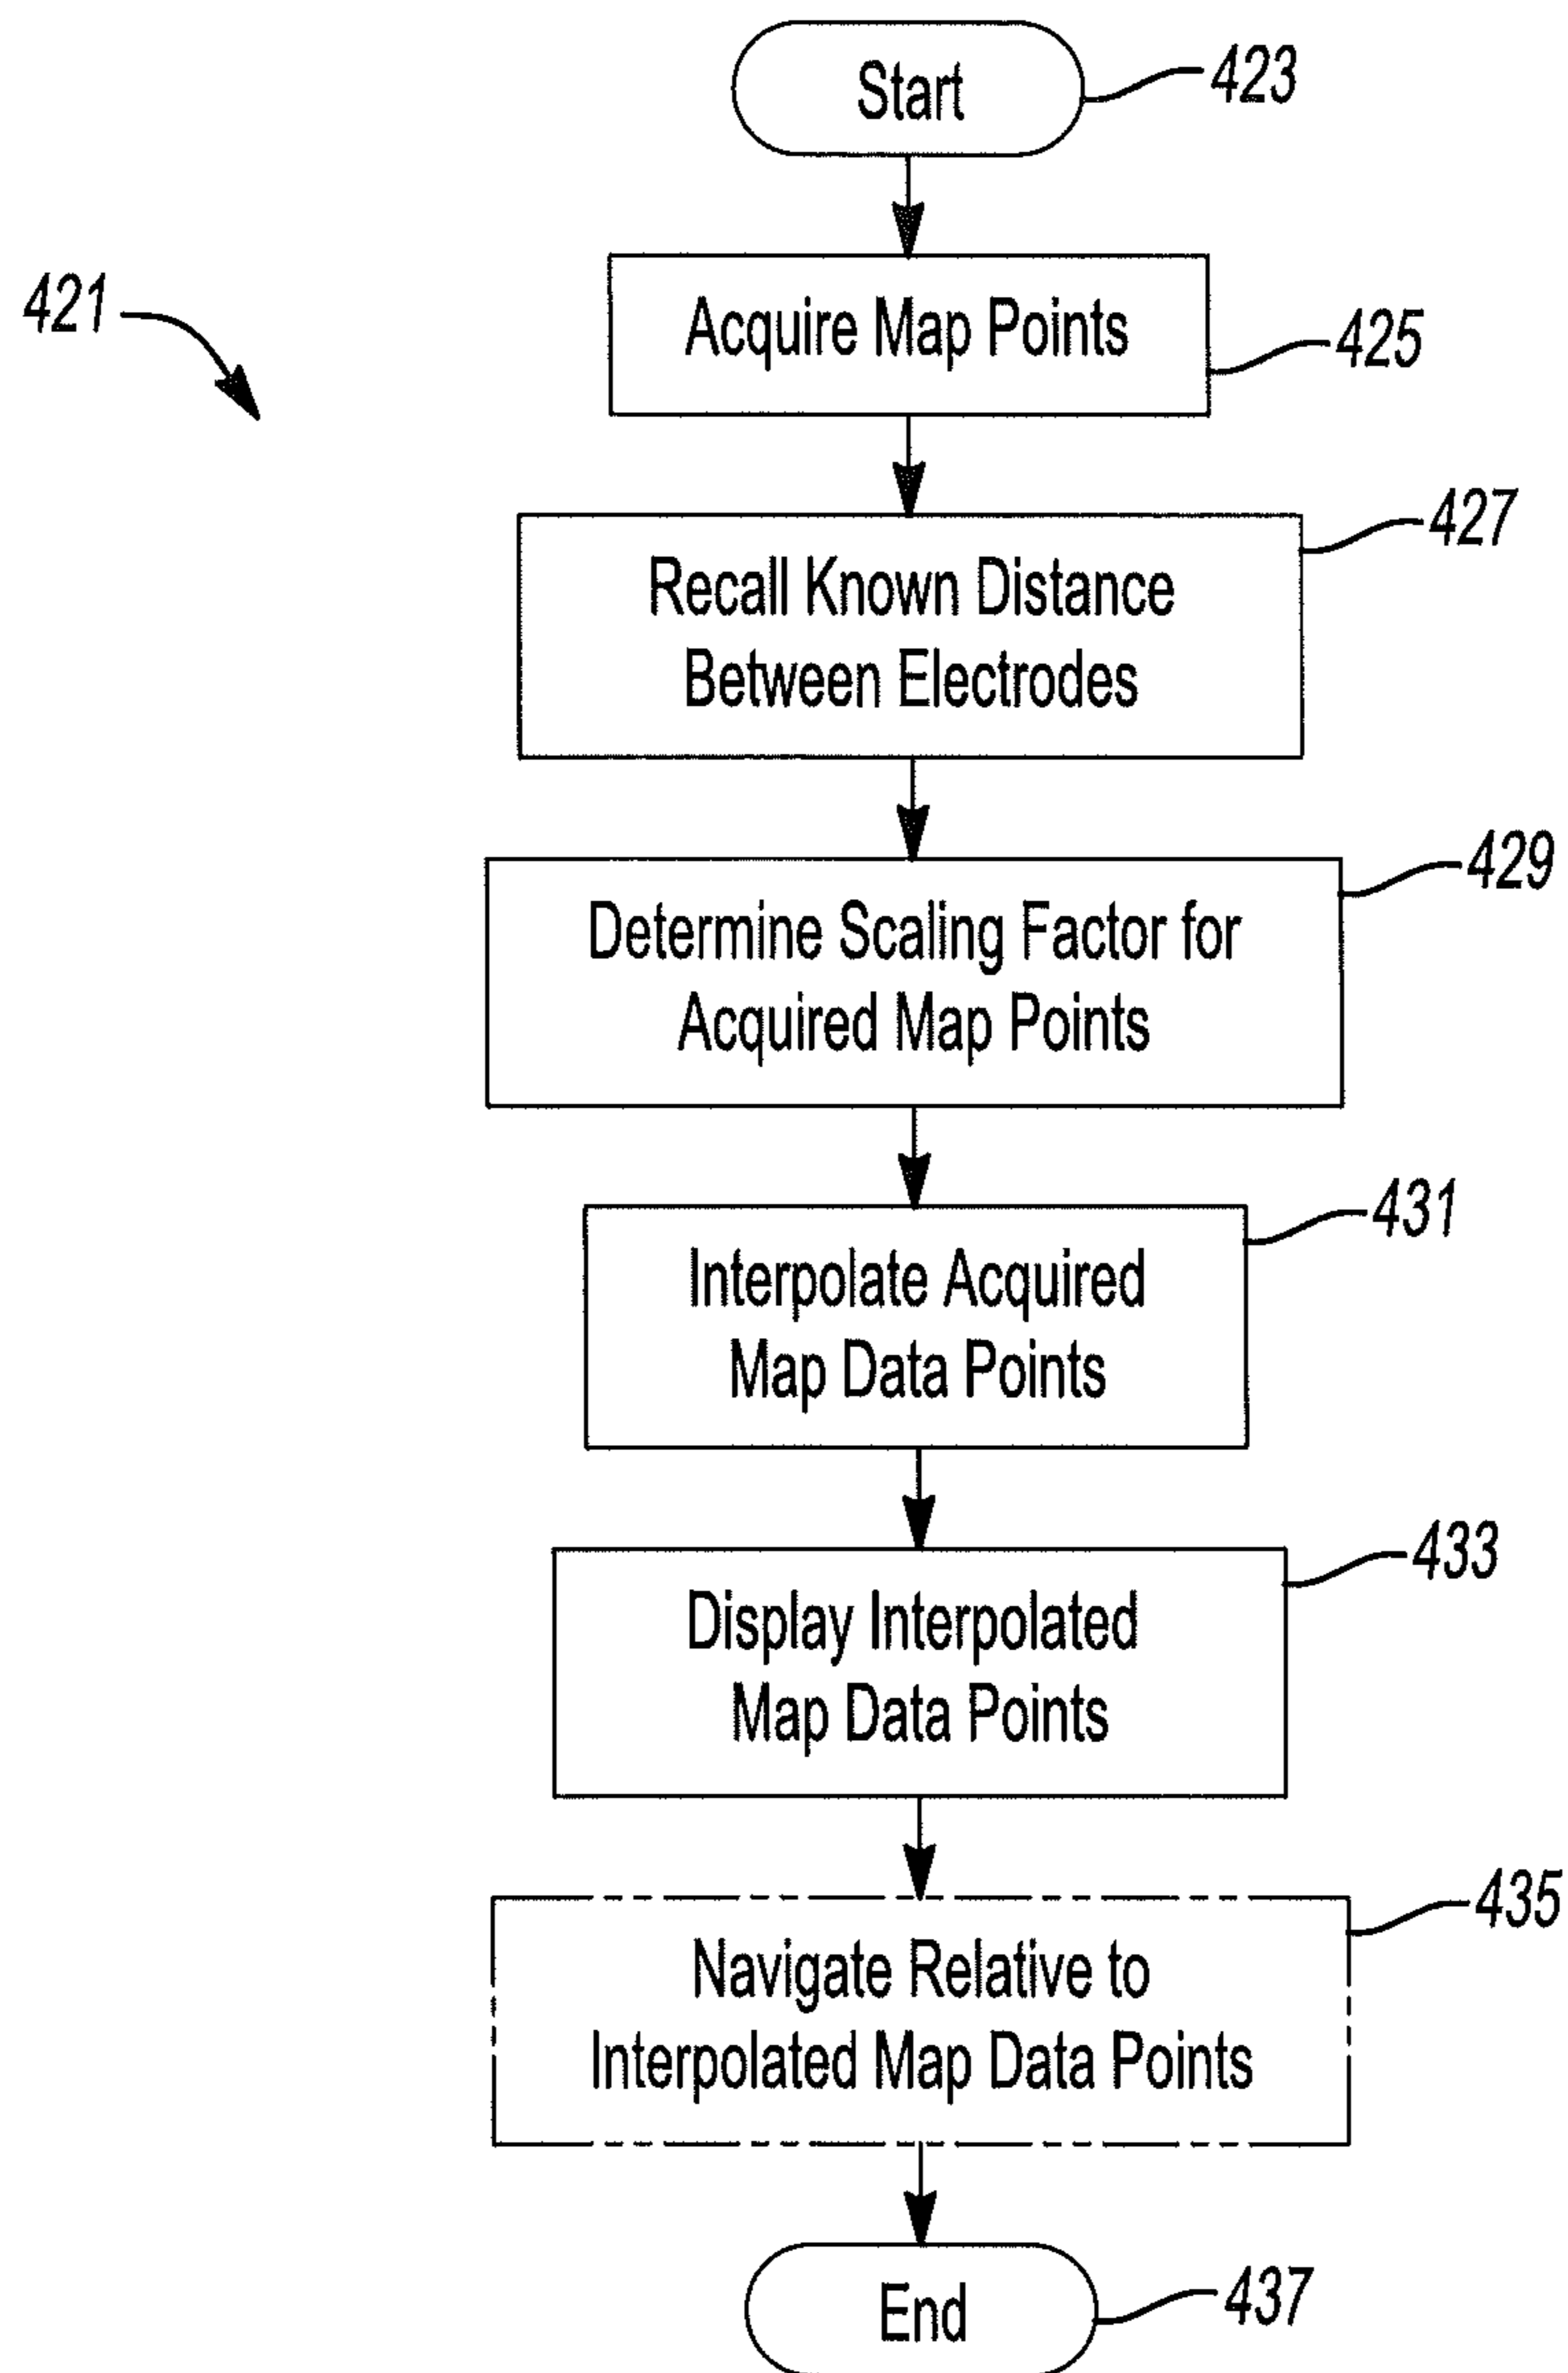 Start
423
421
Acquire Map Points
425
427
Recall Known Distance
Between Electrodes
429
Determine Scaling Factor for
Acquired Map Points
431
Interpolate Acquired
Map Data Points
433
Display Interpolated
Map Data Points
435
Navigate Relative to
Interpolated Map Data Points
End
437